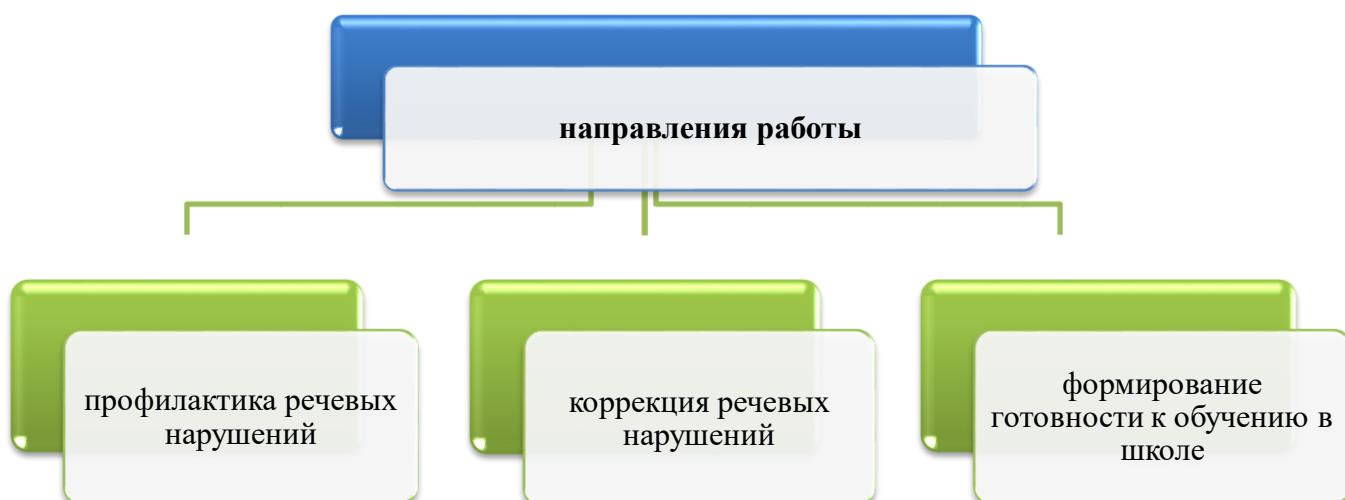 направления работы
профилактика речевых
нарушений
коррекция речевых
нарушений
формирование
готовности к обучению в
школе